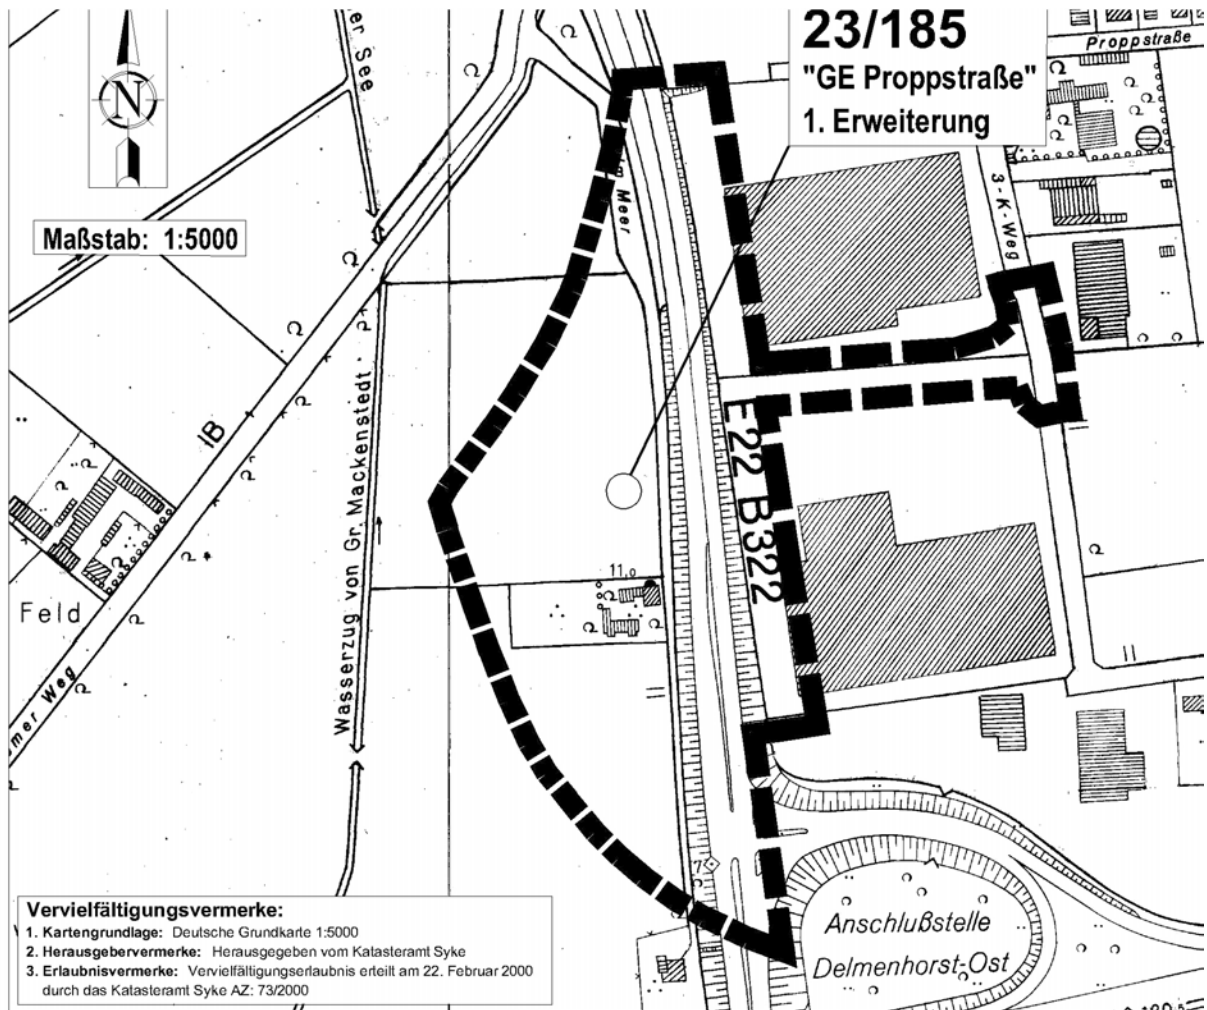 23/185
"GE Proppstraße"
1. Erweiterung
Proppstraße
er See
N
Maßstab: 1:5000
Meer
3-K-Weg
Wasserzug von Gr. Mackenstedt
E22 B322
11,0
Feld
omer Weg
7
Anschlußstelle
Delmenhorst-Ost
Vervielfältigungsvermerke:
1. Kartengrundlage: Deutsche Grundkarte 1:5000
2. Herausgebervermerke: Herausgegeben vom Katasteramt Syke
3. Erlaubnisvermerke: Vervielfältigungserlaubnis erteilt am 22. Februar 2000
durch das Katasteramt Syke AZ: 73/2000